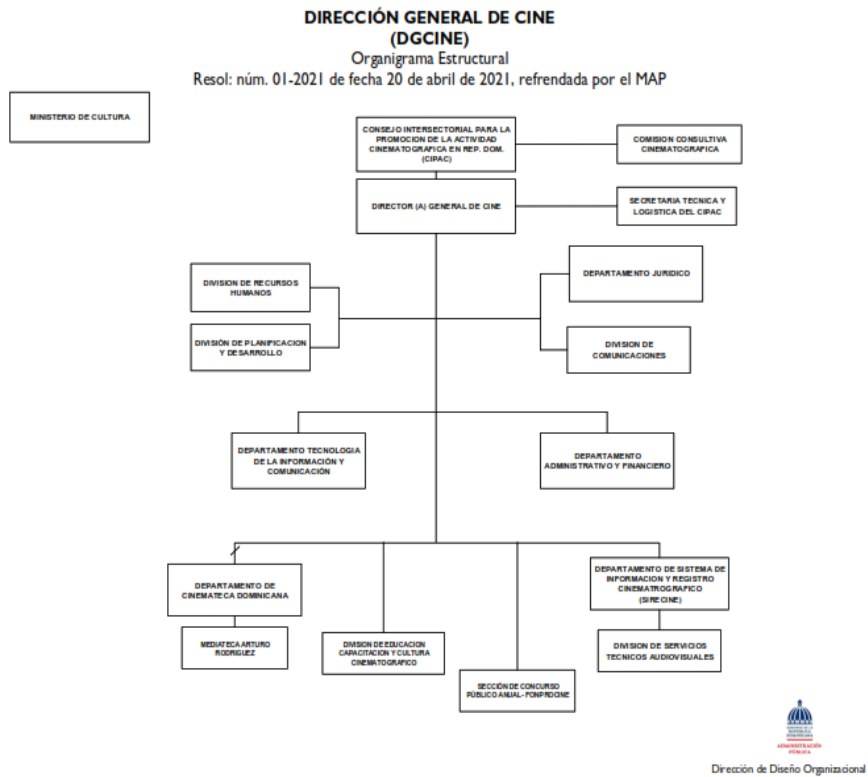 DIRECCIÓN GENERAL DE CINE
(DGCINE)
Organigrama Estructural
Resol: núm. 01-2021 de fecha 20 de abril de 2021, refrendada por el MAP
MINISTERIO DE CULTURA
CONSEJO INTERSECTORIAL PARA LA
PROMOCION DE LA ACTIVIDAD
CINEMATOGRAFICA EN REP. DOM.
(CIPAC)
COMISION CONSULTIVA
CINEMATOGRAFICA
DIRECTOR (A) GENERAL DE CINE
SECRETARIA TECNICA Y
LOGISTICA DEL CIPAC
DIVISION DE RECURSOS
HUMANOS
DEPARTAMENTO JURIDICO
DIVISIÓN DE PLANIFICACION
Y DESARROLLO
DIVISION DE
COMUNICACIONES
DEPARTAMENTO TECNOLOGIA
DE LA INFORMACIÓN Y
COMUNICACIÓN
DEPARTAMENTO
ADMINISTRATIVO Y FINANCIERO
DEPARTAMENTO DE
CINEMATECA DOMINICANA
DEPARTAMENTO DE SISTEMA DE
INFORMACION Y REGISTRO
CINEMATROGRAFICO
(SIRECINE)
MEDIATECA ARTURO
RODRIGUEZ
DIVISION DE EDUCACION
CAPACITACION Y CULTURA
CINEMATOGRAFICO
DIVISION DE SERVICIOS
TECNICOS AUDIOVISUALES
SECCIÓN DE CONCURSO
PÚBLICO ANUAL- FONPROCINE
REPÚBLICA
DOMINICANA
ADMINISTRACIÓN
PÚBLICA
Dirección de Diseño Organizacional